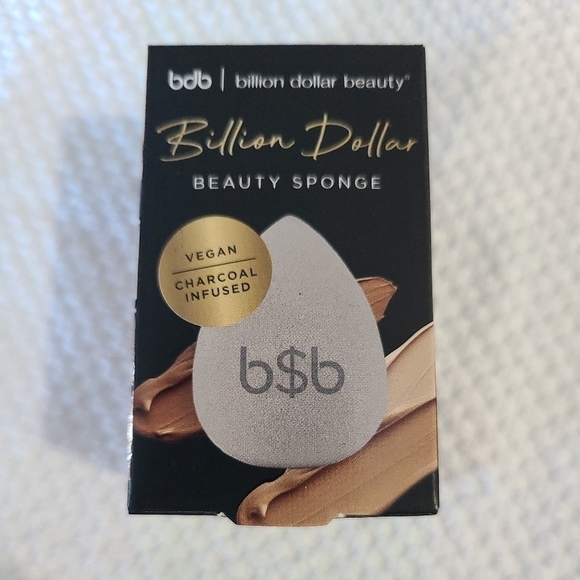 bdb | billion dollar beauty®
Billion Dollar
BEAUTY SPONGE
VEGAN
CHARCOAL
INFUSED
b$b